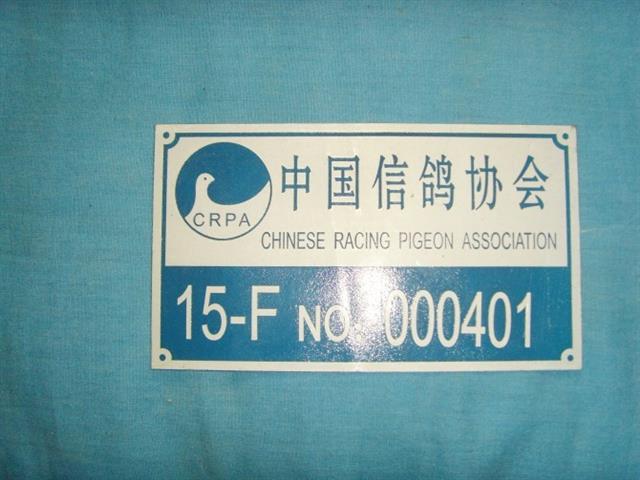 中国信鸽协会
CRPA
CHINESE RACING PIGEON ASSOCIATION
15-F NO. 000401